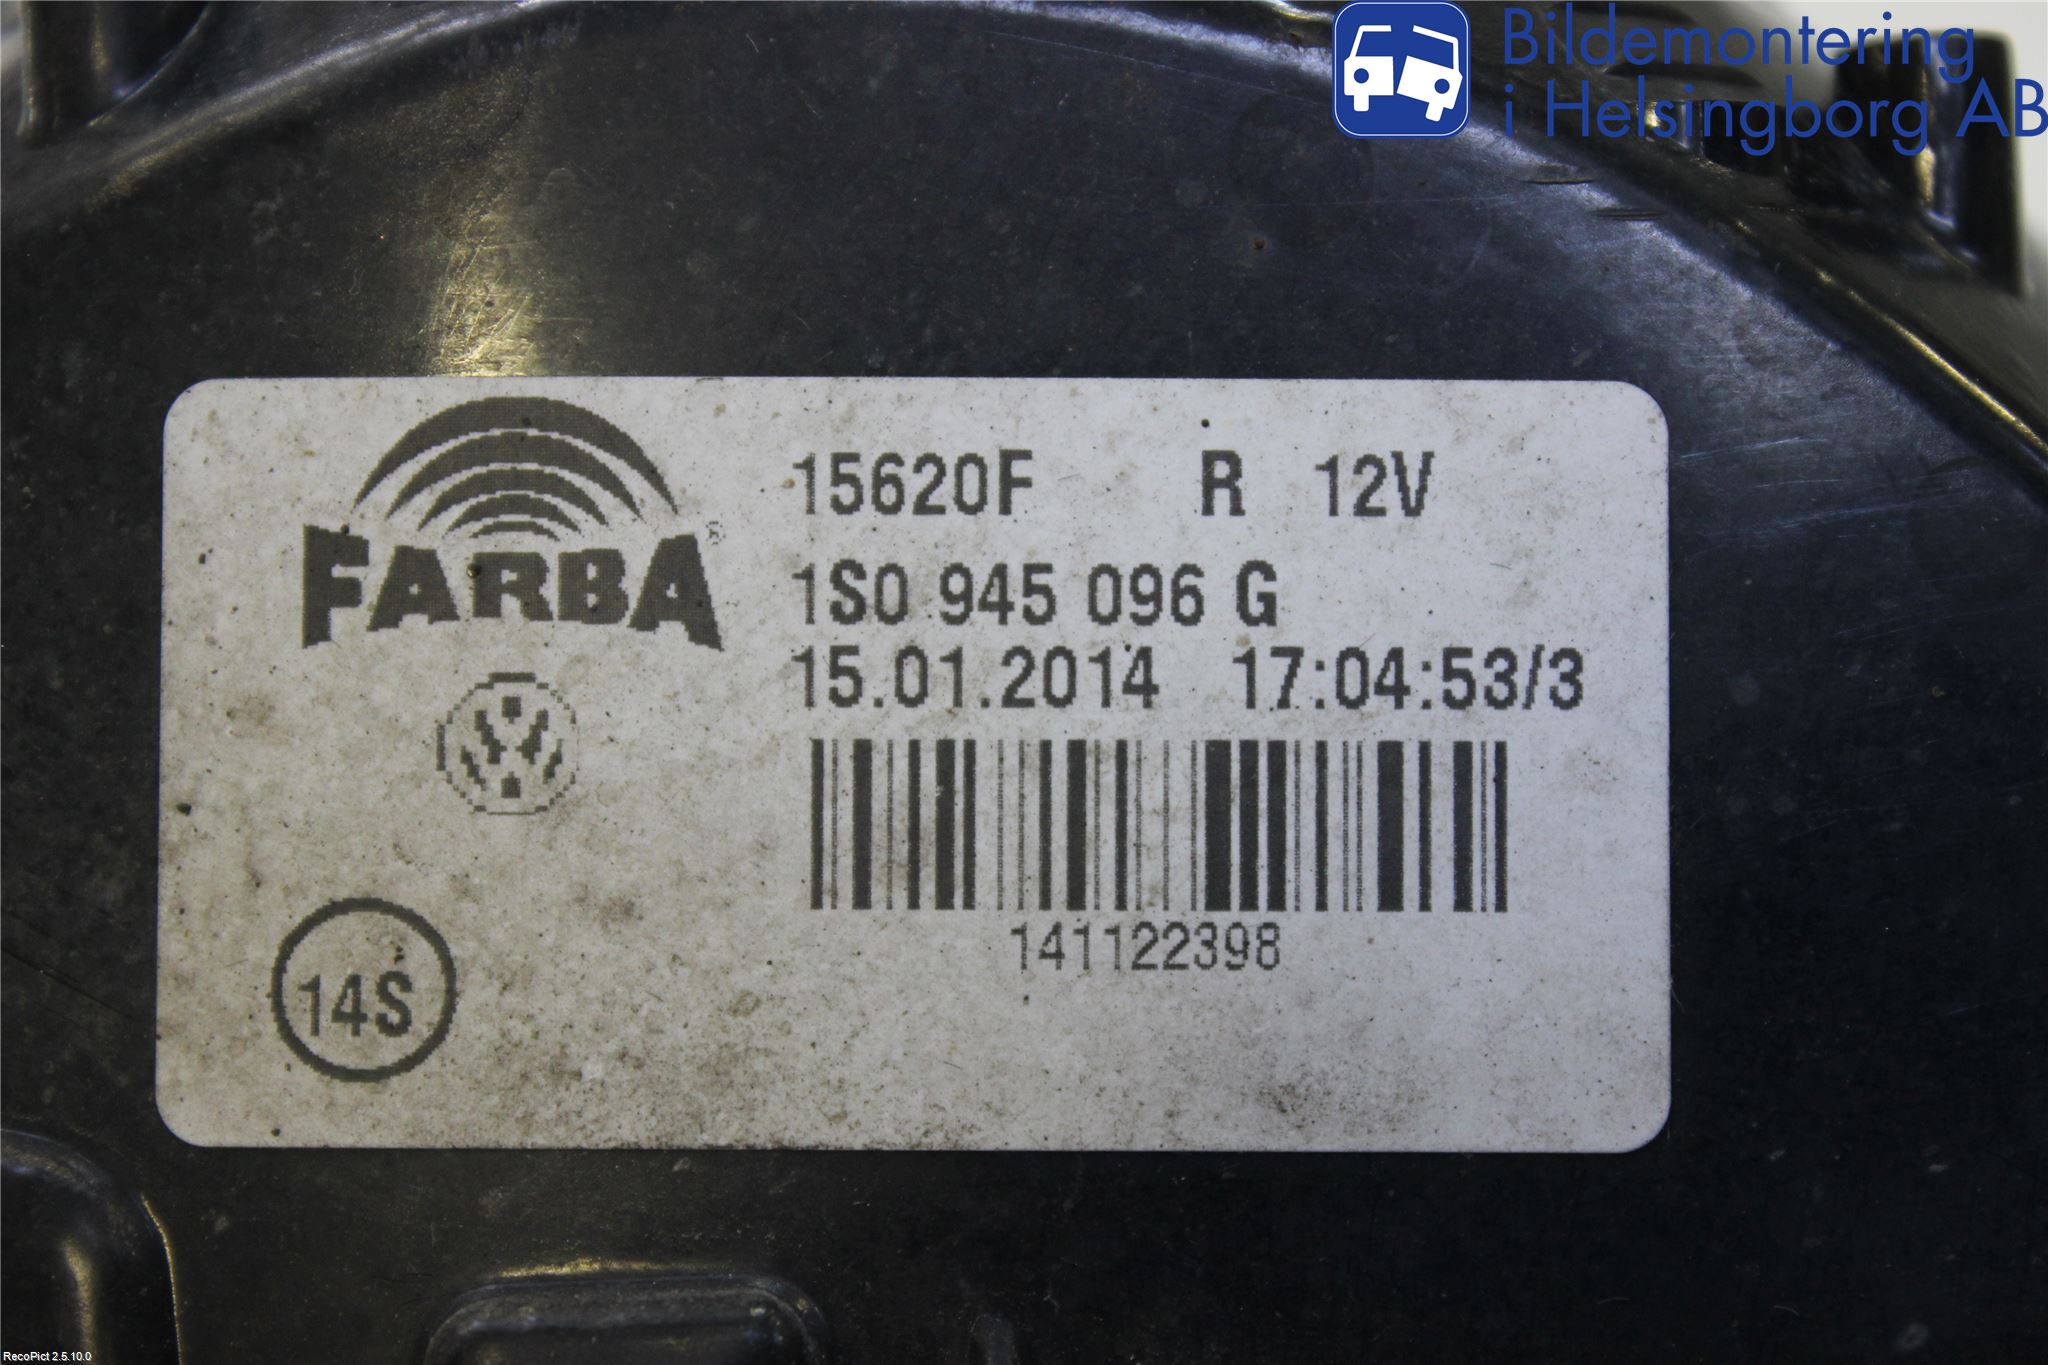 Bildemontering
i Helsingborg AB
FARBA®
15620F R 12V
1S0 945 096 G
15.01.2014 17:04:53/3
141122398
14S
RecoPict 2.5.10.0